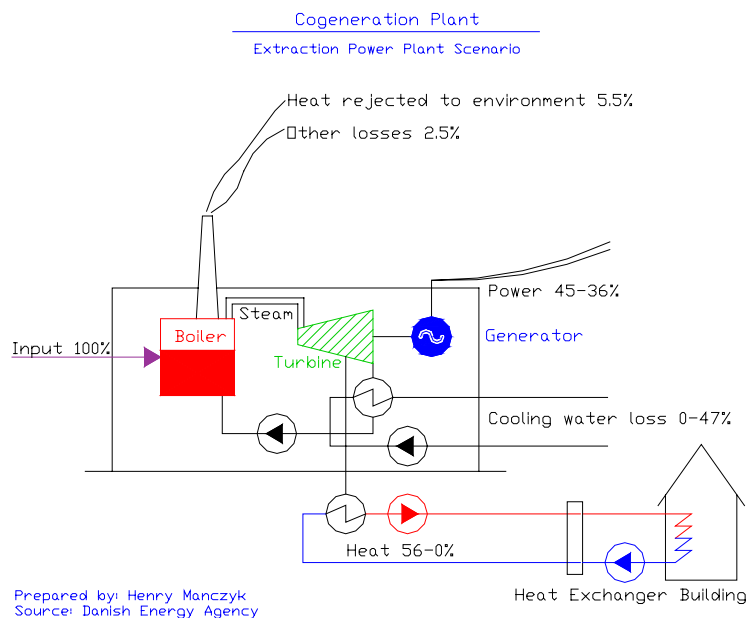 Cogeneration Plant
Extraction Power Plant Scenario
Heat rejected to environment 5.5%
Other losses 2.5%
Power 45-36%
Steam
Boiler
Generator
Input 100%
Turbine
Cooling water loss 0-47%
Heat 56-0%
Heat Exchanger Building
Prepared by: Henry Manczyk
Source: Danish Energy Agency